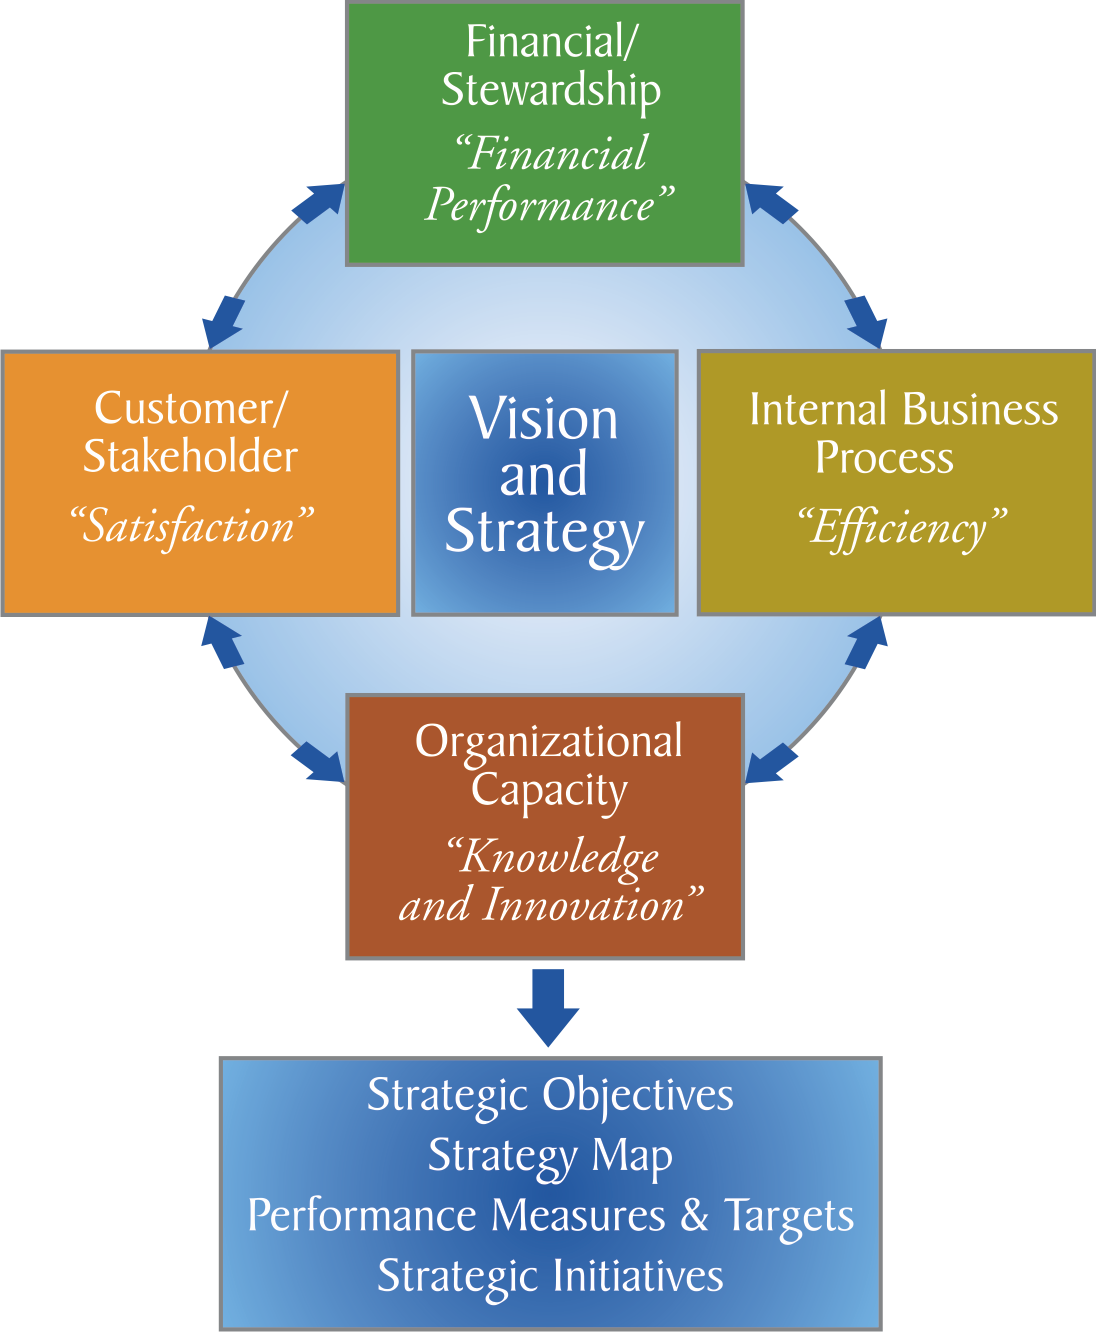 Financial/
Stewardship
“Financial
Performance”
Customer/
Stakeholder
“Satisfaction”
Vision
and
Strategy
Internal Business
Process
“Efficiency”
Organizational
Capacity
“Knowledge
and Innovation”
Strategic Objectives
Strategy Map
Performance Measures & Targets
Strategic Initiatives